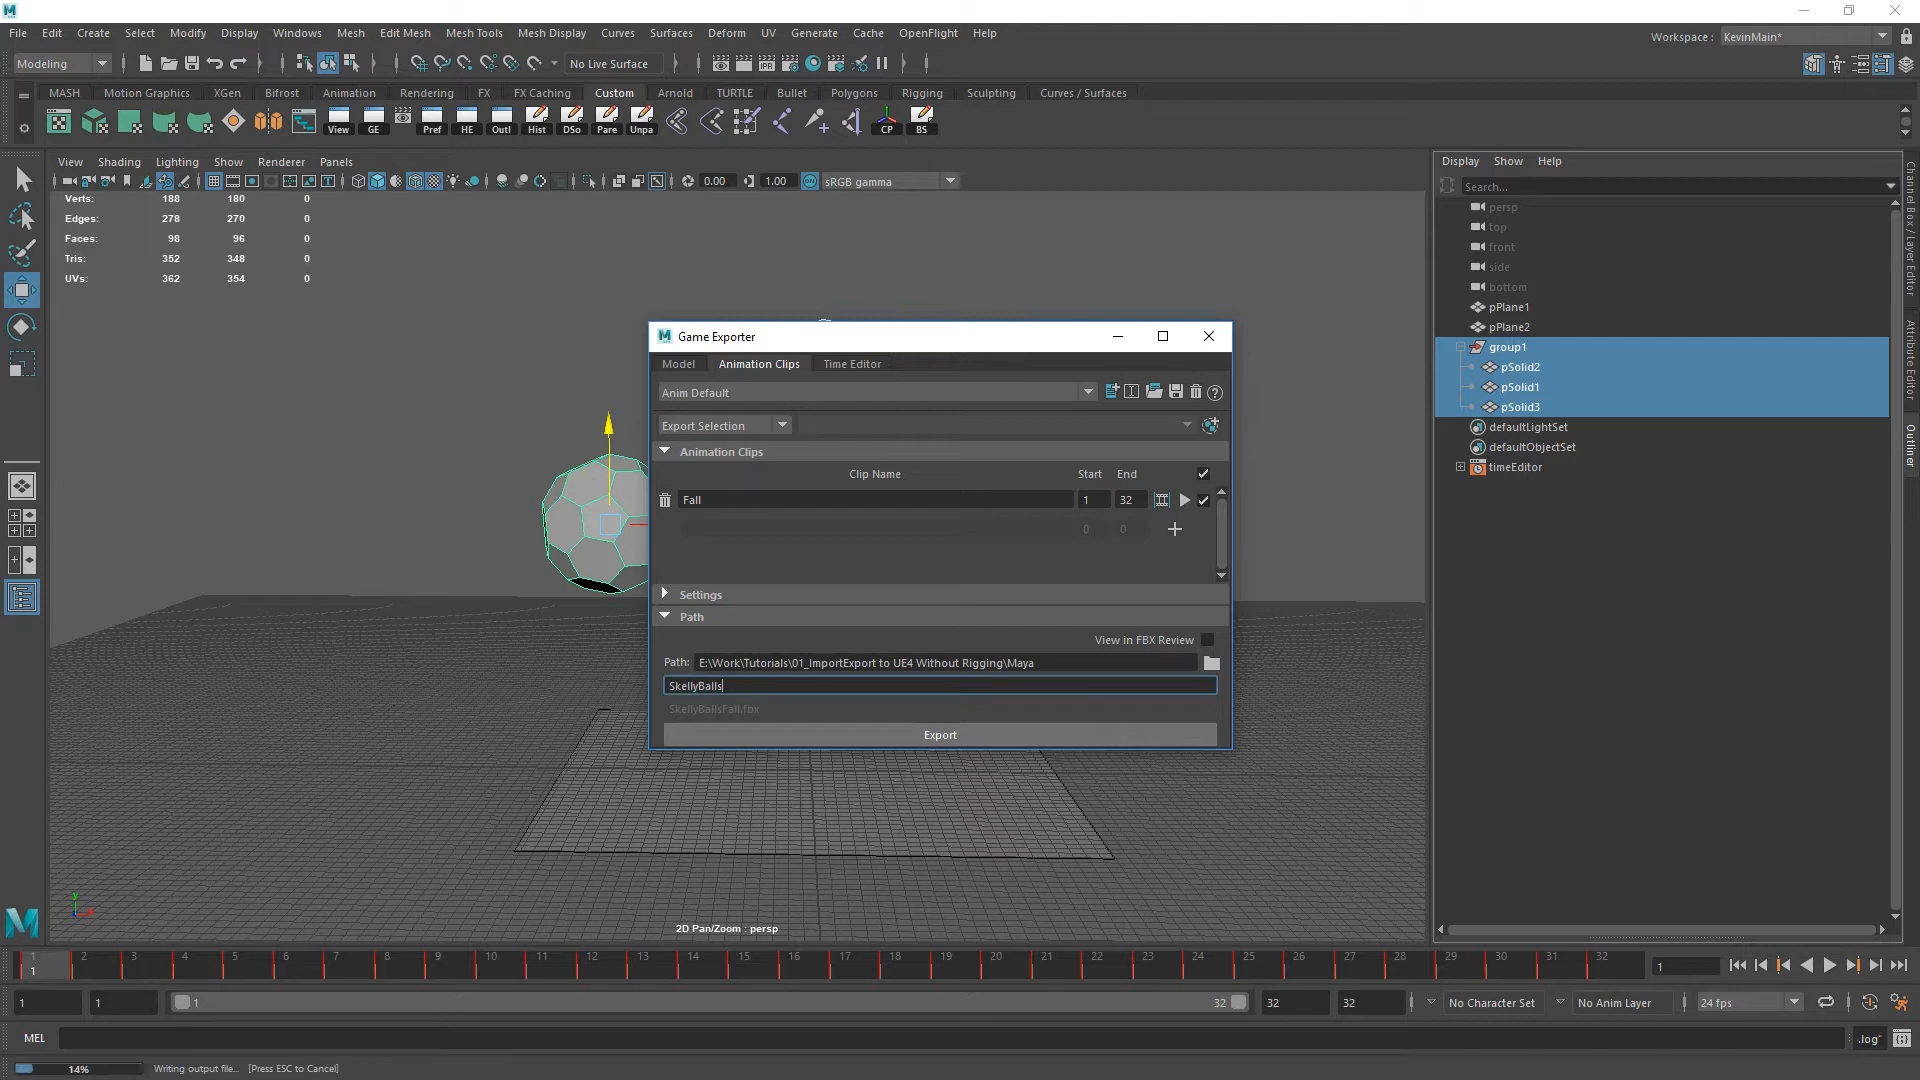 File Edit Create Select Modify Display Windows Mesh Edit Mesh Mesh Tools Mesh Display Curves Surfaces Deform UV Generate Cache OpenFlight Help
Workspace : KevinMain*
Modeling
No Live Surface
IPR
MASH Motion Graphics XGen Bifrost Animation Rendering FX FX Caching Custom Arnold TURTLE Bullet Polygons Rigging Sculpting Curves / Surfaces
View GE Pref HE Outl Hist DSo Pare Unpa CP BS
View Shading Lighting Show Renderer Panels
0.00 1.00 ON sRGB gamma
Verts: 188 180 0
Edges: 278 270 0
Faces: 98 96 0
Tris: 352 348 0
UVs: 362 354 0
Game Exporter
Model Animation Clips Time Editor
Anim Default
Export Selection
Animation Clips
Clip Name Start End
Fall 1 32
0 0
Settings
Path
View in FBX Review
Path: E:\Work\Tutorials\01_ImportExport to UE4 Without Rigging\Maya
SkellyBalls
SkellyBallsFall.fbx
Export
2D Pan/Zoom : persp
y
Display Show Help
Search...
persp
top
front
side
bottom
pPlane1
pPlane2
group1
pSolid2
pSolid1
pSolid3
defaultLightSet
defaultObjectSet
timeEditor
Channel Box / Layer Editor
Attribute Editor
Outliner
1 2 3 4 5 6 7 8 9 10 11 12 13 14 15 16 17 18 19 20 21 22 23 24 25 26 27 28 29 30 31 32
1
1
1 1 1 32 32 32 No Character Set No Anim Layer 24 fps
MEL
.log"
14% Writing output file... [Press ESC to Cancel]